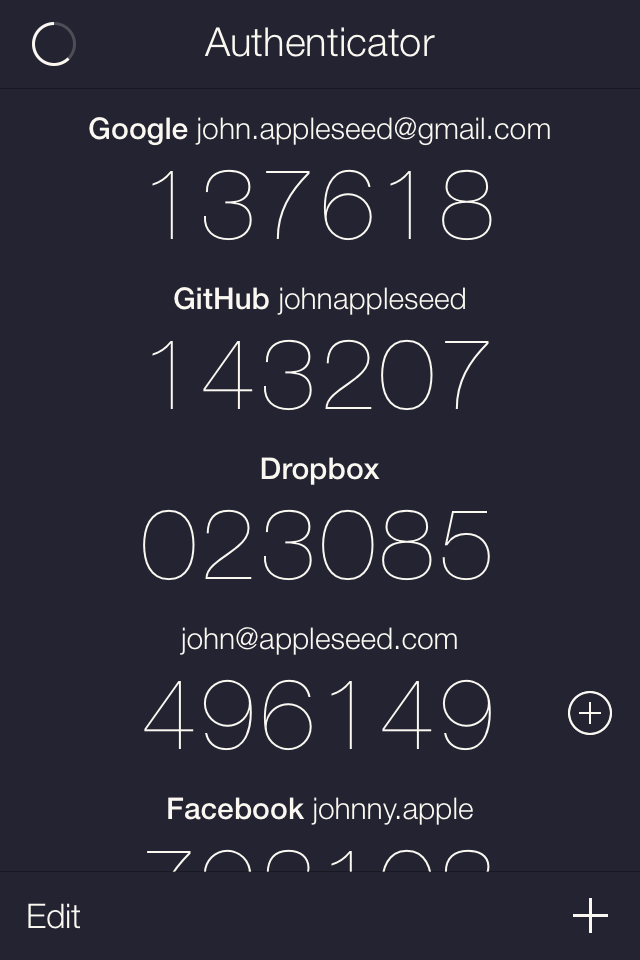 Authenticator
Google john.appleseed@gmail.com
137618
GitHub johnappleseed
143207
Dropbox
023085
john@appleseed.com
496149
Facebook johnny.apple
Edit